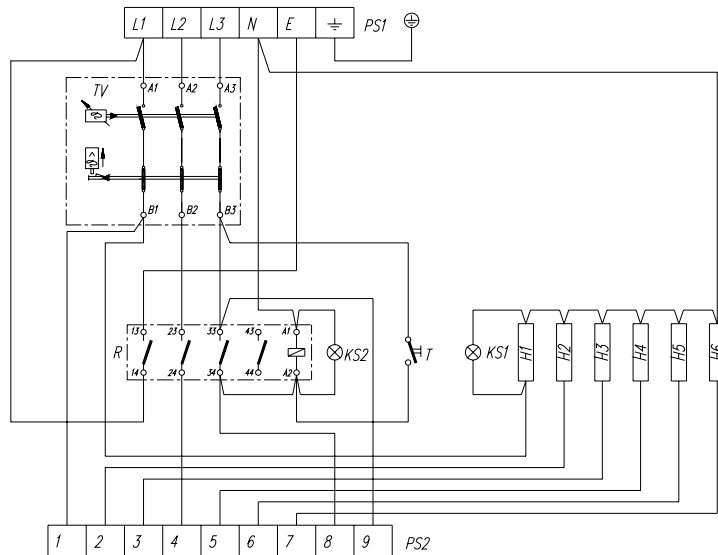 L1 L2 L3 N E PS1
TV A1 A2 A3
B1 B2 B3
13 23 33 43 A1
R KS2 T KS1 H1 H2 H3 H4 H5 H6
14 24 34 44 A2
1 2 3 4 5 6 7 8 9 PS2